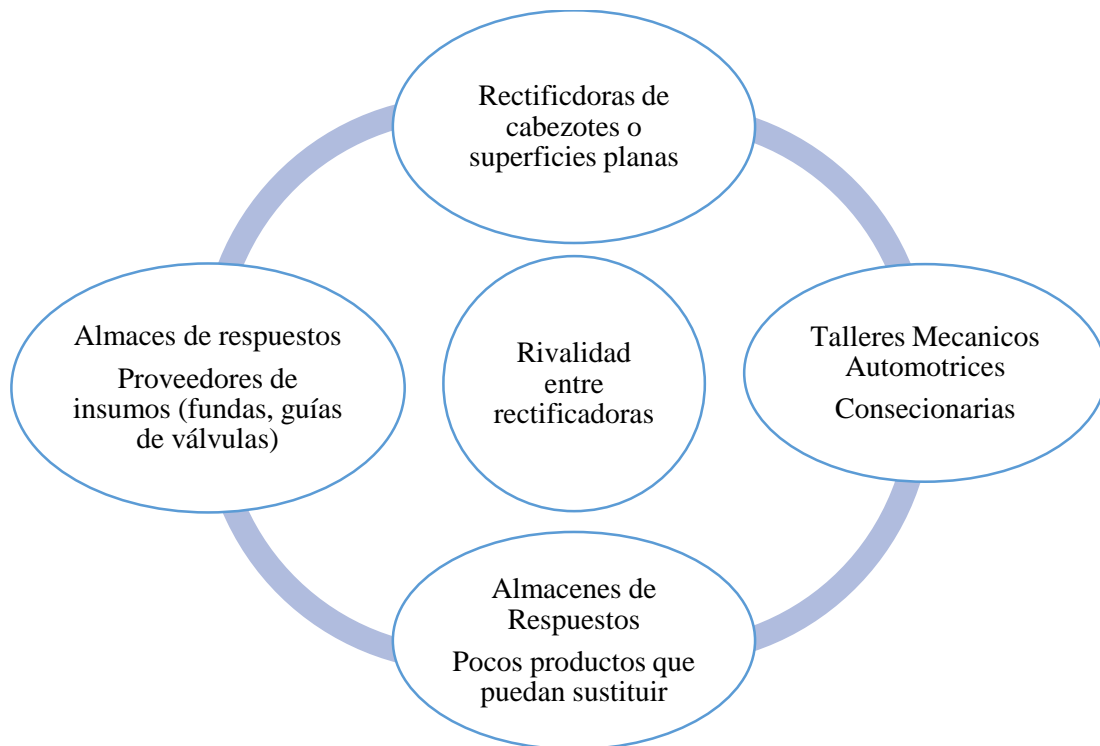 Rectificdoras de
cabezotes o
superficies planas
Almaces de respuestos
Proveedores de
insumos (fundas, guías
de válvulas)
Rivalidad
entre
rectificadoras
Talleres Mecanicos
Automotrices
Consecionarias
Almacenes de
Respuestos
Pocos productos que
puedan sustituir